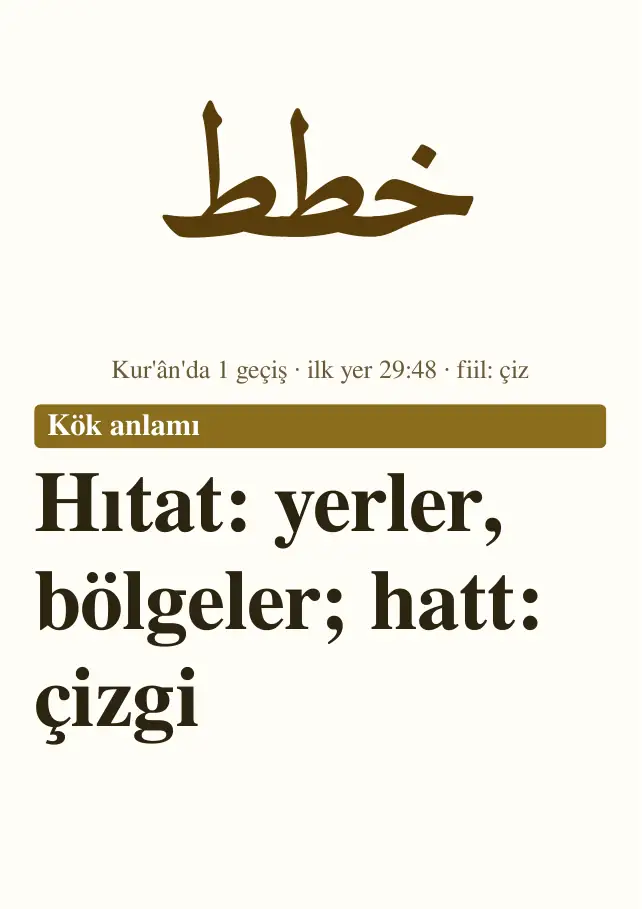 خطط
Kur'ân'da 1 geçiş · ilk yer 29:48 · fiil: çiz
Kök anlamı
Hıtat: yerler,
bölgeler; hatt:
çizgi